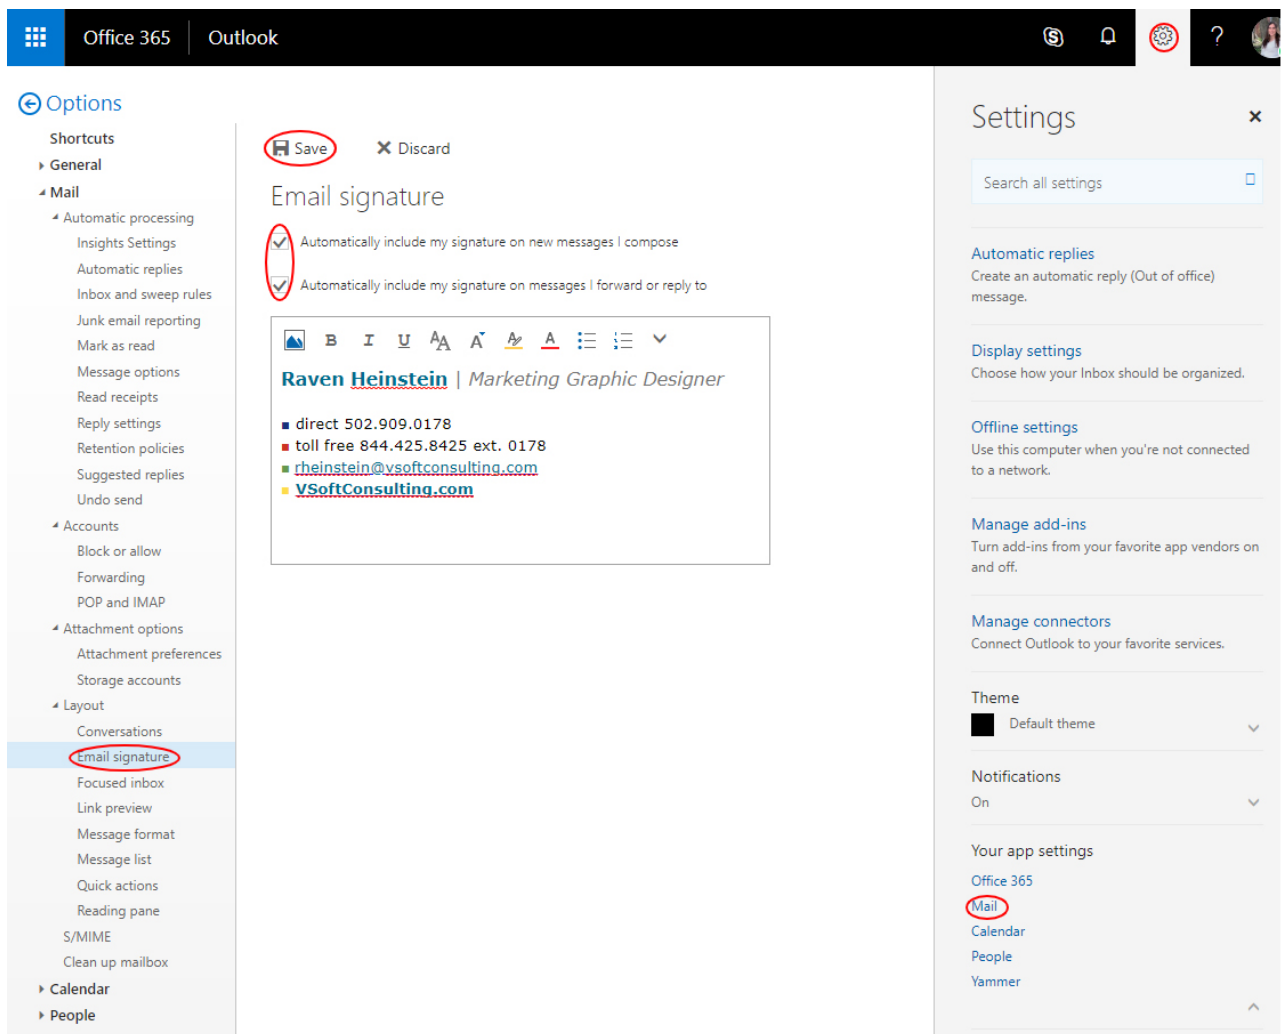 Office 365 Outlook
?
Options
Shortcuts
General
Mail
Automatic processing
Insights Settings
Automatic replies
Inbox and sweep rules
Junk email reporting
Mark as read
Message options
Read receipts
Reply settings
Retention policies
Suggested replies
Undo send
Accounts
Block or allow
Forwarding
POP and IMAP
Attachment options
Attachment preferences
Storage accounts
Layout
Conversations
Email signature
Focused inbox
Link preview
Message format
Message list
Quick actions
Reading pane
S/MIME
Clean up mailbox
Calendar
People
Save Discard
Email signature
Automatically include my signature on new messages I compose
Automatically include my signature on messages I forward or reply to
B I U AA A A A
Raven Heinstein | Marketing Graphic Designer
direct 502.909.0178
toll free 844.425.8425 ext. 0178
rheinstein@vsoftconsulting.com
VSoftConsulting.com
Settings
Search all settings
Automatic replies
Create an automatic reply (Out of office)
message.
Display settings
Choose how your Inbox should be organized.
Offline settings
Use this computer when you're not connected
to a network.
Manage add-ins
Turn add-ins from your favorite app vendors on
and off.
Manage connectors
Connect Outlook to your favorite services.
Theme
Default theme
Notifications
On
Your app settings
Office 365
Mail
Calendar
People
Yammer